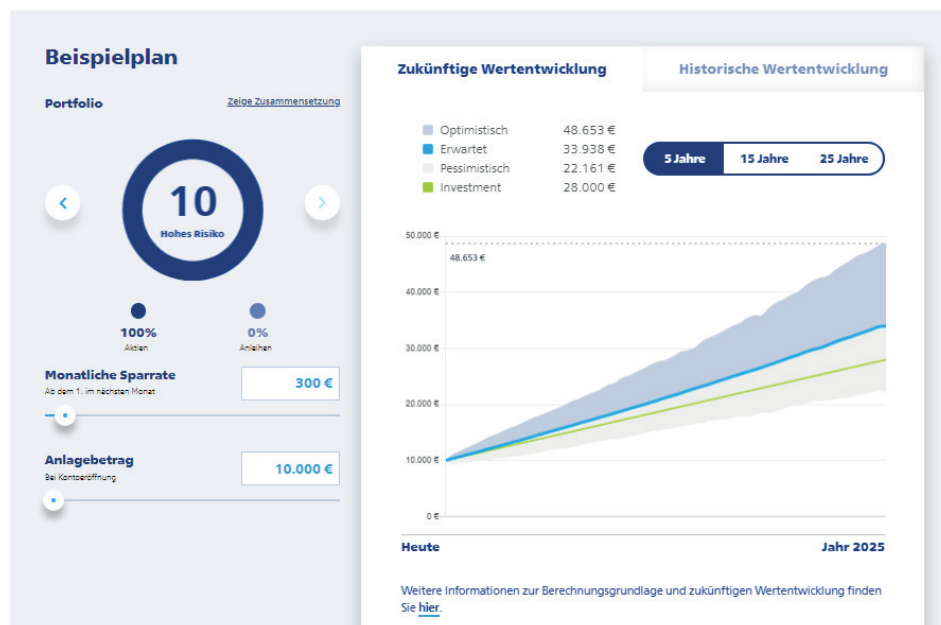 Beispielplan
Portfolio
Zeige Zusammensetzung
10
Hohes Risiko
100%
Aktien
0%
Anleihen
Monatliche Sparrate
Ab dem 1. im nächsten Monat
300 €
Anlagebetrag
Bei Kontoeröffnung
10.000 €
Zukünftige Wertentwicklung
Historische Wertentwicklung
Optimistisch 48.653 €
Erwartet 33.938 €
Pessimistisch 22.161 €
Investment 28.000 €
5 Jahre 15 Jahre 25 Jahre
50.000 €
48.653 €
40.000 €
30.000 €
20.000 €
10.000 €
0 €
Heute Jahr 2025
Weitere Informationen zur Berechnungsgrundlage und zukünftigen Wertentwicklung finden
Sie hier.